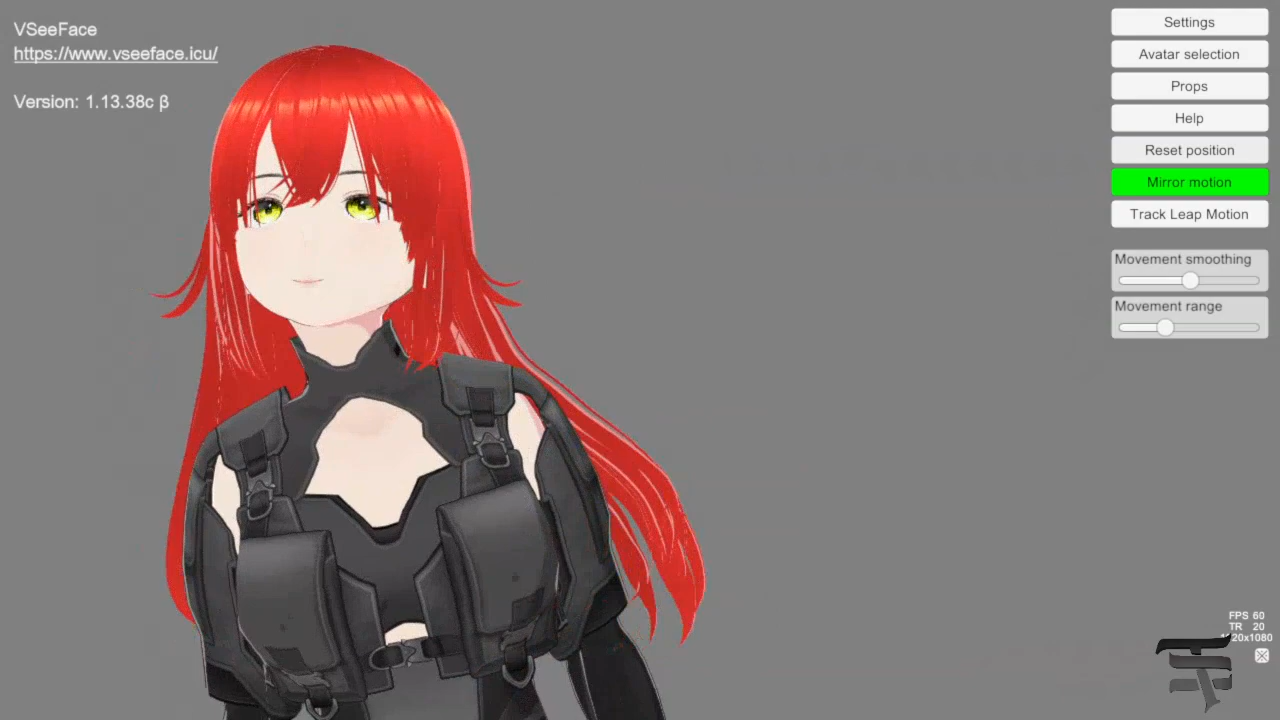 VSeeFace
https://www.vseeface.icu/
Version: 1.13.38c β
Settings
Avatar selection
Props
Help
Reset position
Mirror motion
Track Leap Motion
Movement smoothing
Movement range
FPS 60
TR 20